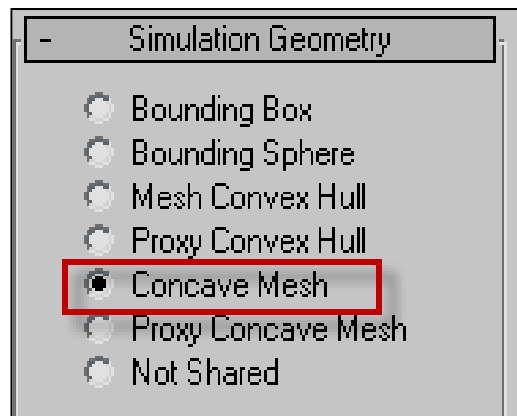 - Simulation Geometry
Bounding Box
Bounding Sphere
Mesh Convex Hull
Proxy Convex Hull
Concave Mesh
Proxy Concave Mesh
Not Shared